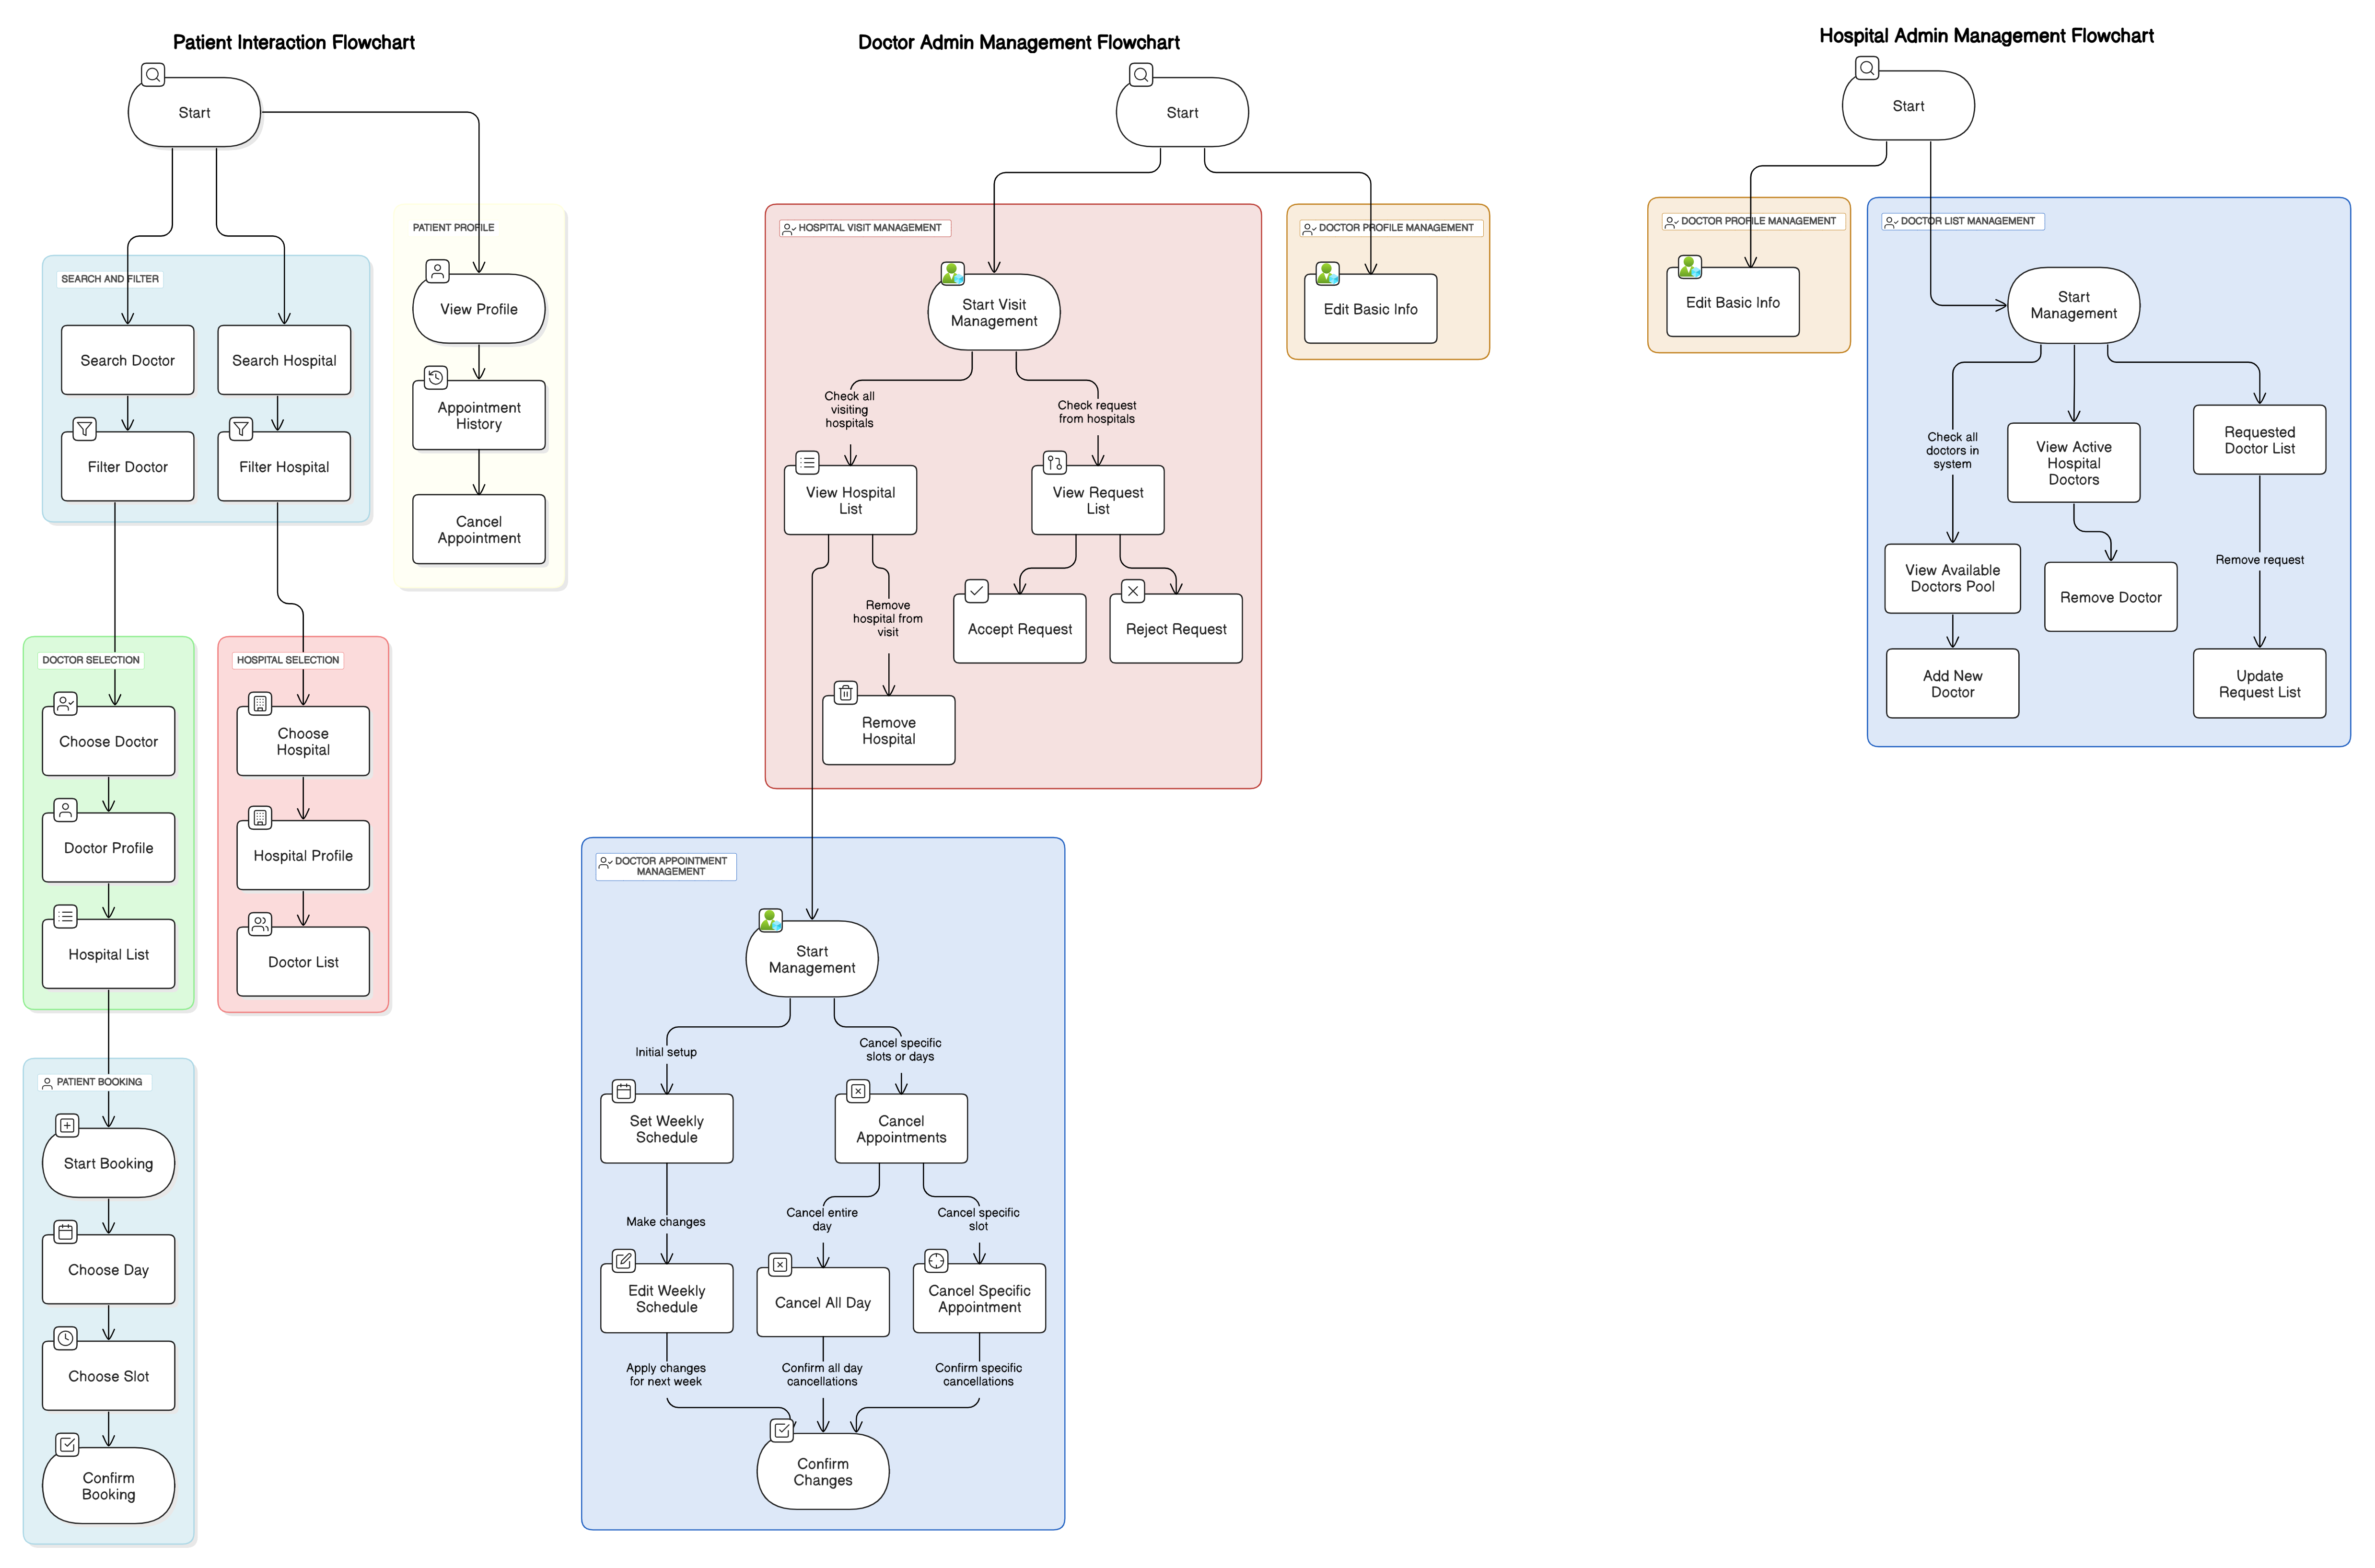 Patient Interaction Flowchart
Start
SEARCH AND FILTER
Search Doctor
Search Hospital
Filter Doctor
Filter Hospital
PATIENT PROFILE
View Profile
Appointment
History
Cancel
Appointment
DOCTOR SELECTION
Choose Doctor
Doctor Profile
Hospital List
HOSPITAL SELECTION
Choose
Hospital
Hospital Profile
Doctor List
PATIENT BOOKING
Start Booking
Choose Day
Choose Slot
Confirm
Booking
Doctor Admin Management Flowchart
Start
HOSPITAL VISIT MANAGEMENT
Start Visit
Management
Check all
visiting
hospitals
Check request
from hospitals
View Hospital
List
View Request
List
Remove
hospital from
visit
Accept Request
Reject Request
Remove
Hospital
DOCTOR PROFILE MANAGEMENT
Edit Basic Info
DOCTOR APPOINTMENT
MANAGEMENT
Start
Management
Initial setup
Cancel specific
slots or days
Set Weekly
Schedule
Cancel
Appointments
Make changes
Cancel entire
day
Cancel specific
slot
Edit Weekly
Schedule
Cancel All Day
Cancel Specific
Appointment
Apply changes
for next week
Confirm all day
cancellations
Confirm specific
cancellations
Confirm
Changes
Hospital Admin Management Flowchart
Start
DOCTOR PROFILE MANAGEMENT
Edit Basic Info
DOCTOR LIST MANAGEMENT
Start
Management
Check all
doctors in
system
View Active
Hospital
Doctors
Requested
Doctor List
View Available
Doctors Pool
Remove Doctor
Remove request
Add New
Doctor
Update
Request List